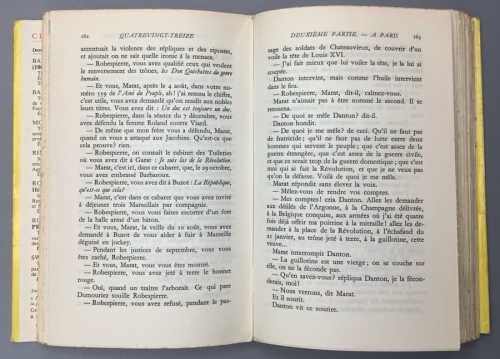 162 QUATREVINGT-TREIZE
accentuait la violence des répliques et des ripostes,
et ajoutait on ne sait quelle ironie à la menace.
— Robespierre, vous avez qualifié ceux qui veulent
le renversement des trônes, les Don Quichottes du genre
humain.
— Et vous, Marat, après le 4 août, dans votre nu-
méro 559 de l'Ami du Peuple, ah! j'ai retenu le chiffre,
c'est utile, vous avez demandé qu'on rendît aux nobles
leurs titres. Vous avez dit : Un duc est toujours un duc.
— Robespierre, dans la séance du 7 décembre, vous
avez défendu la femme Roland contre Viard.
— De même que mon frère vous a défendu, Marat,
quand on vous a attaqué aux Jacobins. Qu'est-ce que
cela prouve? rien.
— Robespierre, on connaît le cabinet des Tuileries
où vous avez dit à Garat : Je suis las de la Révolution.
— Marat, c'est ici, dans ce cabaret, que, le 29 octobre,
vous avez embrassé Barbaroux.
— Robespierre, vous avez dit à Buzot : La République,
qu'est-ce que cela?
— Marat, c'est dans ce cabaret que vous avez invité
à déjeuner trois Marseillais par compagnie.
— Robespierre, vous vous faites escorter d'un fort
de la halle armé d'un bâton.
— Et vous, Marat, la veille du 10 août, vous avez
demandé à Buzot de vous aider à fuir à Marseille
déguisé en jockey.
— Pendant les justices de septembre, vous vous
êtes caché, Robespierre.
— Et vous, Marat, vous vous êtes montré.
— Robespierre, vous avez jeté à terre le bonnet
rouge.
— Oui, quand un traître l'arborait. Ce qui pare
Dumouriez souille Robespierre.
— Robespierre, vous avez refusé, pendant le pas-
DEUXIÈME PARTIE. — A PARIS 163
sage des soldats de Chateauvieux, de couvrir d'un
voile la tête de Louis XVI.
— J'ai fait mieux que lui voiler la tête, je la lui ai
coupée.
Danton intervint, mais comme l'huile intervient
dans le feu.
— Robespierre, Marat, dit-il, calmez-vous.
Marat n'aimait pas à être nommé le second. Il se
retourna.
— De quoi se mêle Danton? dit-il.
Danton bondit.
— De quoi je me mêle? de ceci. Qu'il ne faut pas
de fratricide; qu'il ne faut pas de lutte entre deux
hommes qui servent le peuple; que c'est assez de la
guerre étrangère, que c'est assez de la guerre civile,
et que ce serait trop de la guerre domestique; que c'est
moi qui ai fait la Révolution, et que je ne veux pas
qu'on la défasse. Voilà de quoi je me mêle.
Marat répondit sans élever la voix.
— Mêlez-vous de rendre vos comptes.
— Mes comptes! cria Danton. Allez les demander
aux défilés de l'Argonne, à la Champagne délivrée,
à la Belgique conquise, aux armées où j'ai été quatre
fois déjà offrir ma poitrine à la mitraille! allez les de-
mander à la place de la Révolution, à l'échafaud du
21 janvier, au trône jeté à terre, à la guillotine, cette
veuve...
Marat interrompit Danton.
— La guillotine est une vierge; on se couche sur
elle, on ne la féconde pas.
— Qu'en savez-vous? répliqua Danton, je la fécon-
derais, moi!
— Nous verrons, dit Marat.
Et il sourit.
Danton vit ce sourire.